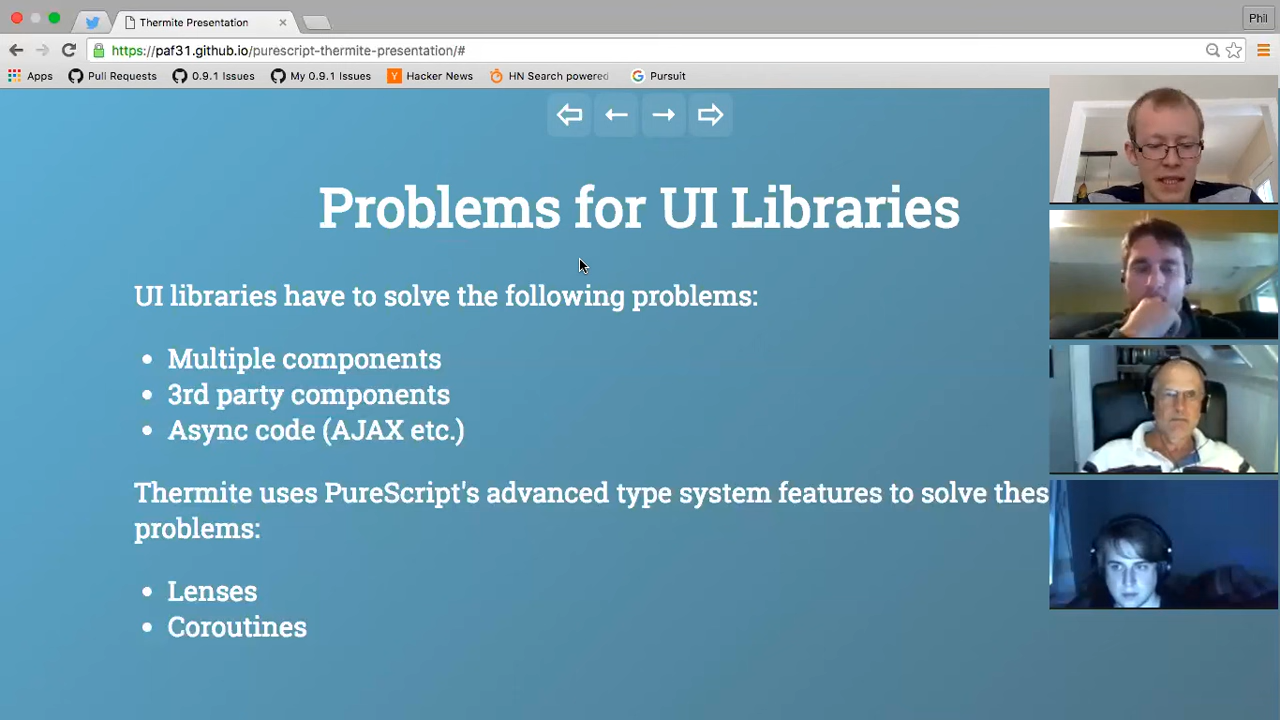 Thermite Presentation
Phil
https://paf31.github.io/purescript-thermite-presentation/#
Apps
Pull Requests
0.9.1 Issues
My 0.9.1 Issues
Hacker News
HN Search powered
Pursuit
Problems for UI Libraries
UI libraries have to solve the following problems:
• Multiple components
• 3rd party components
• Async code (AJAX etc.)
Thermite uses PureScript's advanced type system features to solve thes
problems:
• Lenses
• Coroutines